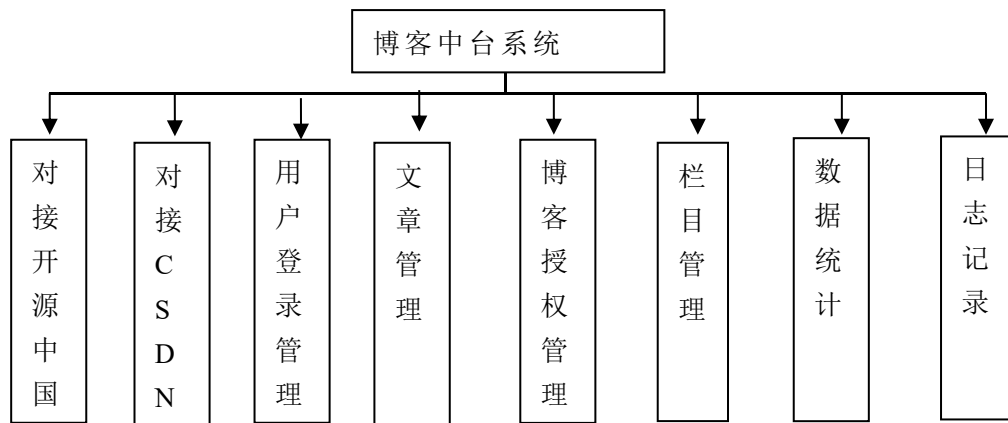 博客中台系统
对接开源中国
对接CSDN
用户登录管理
文章管理
博客授权管理
栏目管理
数据统计
日志记录